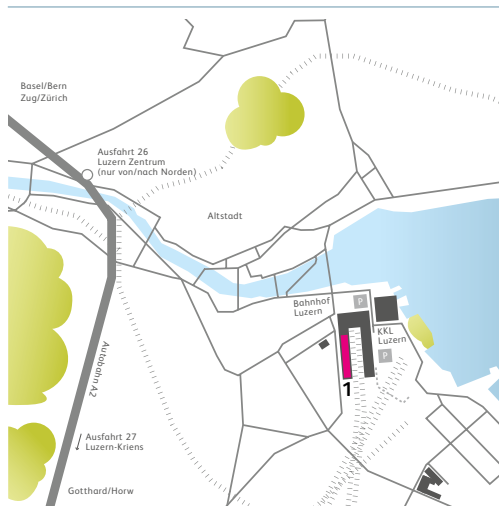 Basel/Bern
Zug/Zürich
Ausfahrt 26
Luzern Zentrum
(nur von/nach Norden)
Altstadt
Bahnhof
Luzern
P
KKL
Luzern
P
1
Autobahn A2
Ausfahrt 27
Luzern-Kriens
Gotthard/Horw